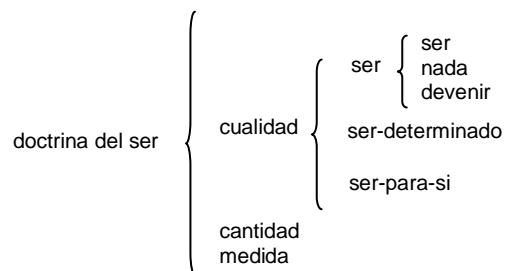 doctrina del ser
cualidad
ser
ser
nada
devenir
ser-determinado
ser-para-si
cantidad
medida